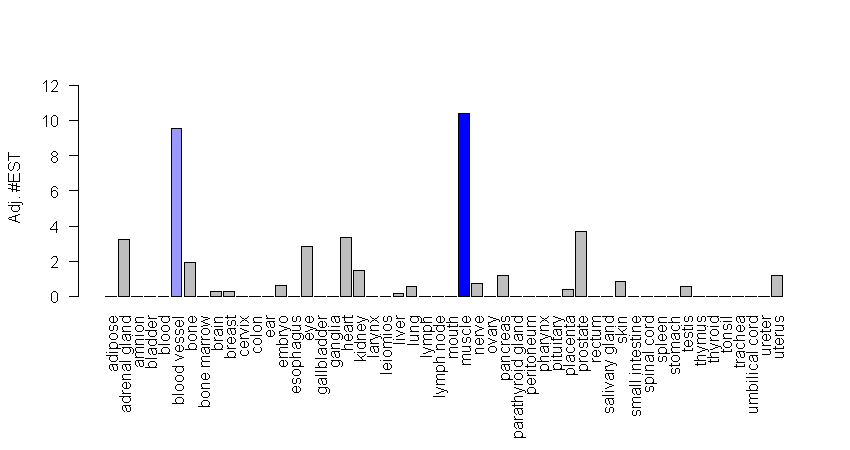 12
10
8
6
4
2
0
Adj. #EST
adipose
adrenal gland
amnion
bladder
blood
blood vessel
bone
bone marrow
brain
breast
cervix
colon
ear
embryo
esophagus
eye
gallbladder
ganglia
heart
kidney
larynx
leiomios
liver
lung
lymph
lymph node
mouth
muscle
nerve
ovary
pancreas
parathyroid gland
peritoneum
pharynx
pituitary
placenta
prostate
rectum
salivary gland
skin
small intestine
spinal cord
spleen
stomach
testis
thymus
thyroid
tonsil
trachea
umbilical cord
ureter
uterus